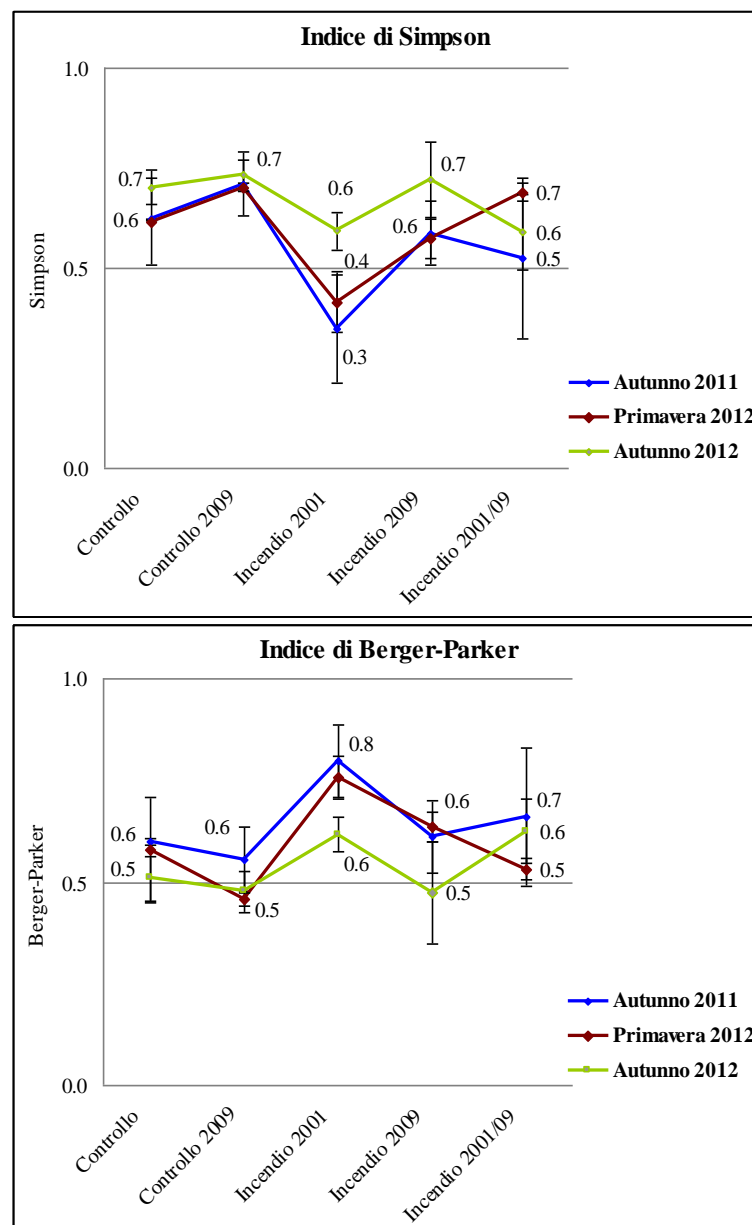 Indice di Simpson
1.0
0.7
0.7
0.7
0.7
0.6
0.6
0.6
0.6
0.5
0.5
0.4
0.3
0.0
Simpson
Autunno 2011
Primavera 2012
Autunno 2012
Controllo
Controllo 2009
Incendio 2001
Incendio 2009
Incendio 2001/09
Indice di Berger-Parker
1.0
0.8
0.7
0.6
0.6
0.6
0.6
0.6
0.5
0.5
0.5
0.5
0.5
0.0
Berger-Parker
Autunno 2011
Primavera 2012
Autunno 2012
Controllo
Controllo 2009
Incendio 2001
Incendio 2009
Incendio 2001/09